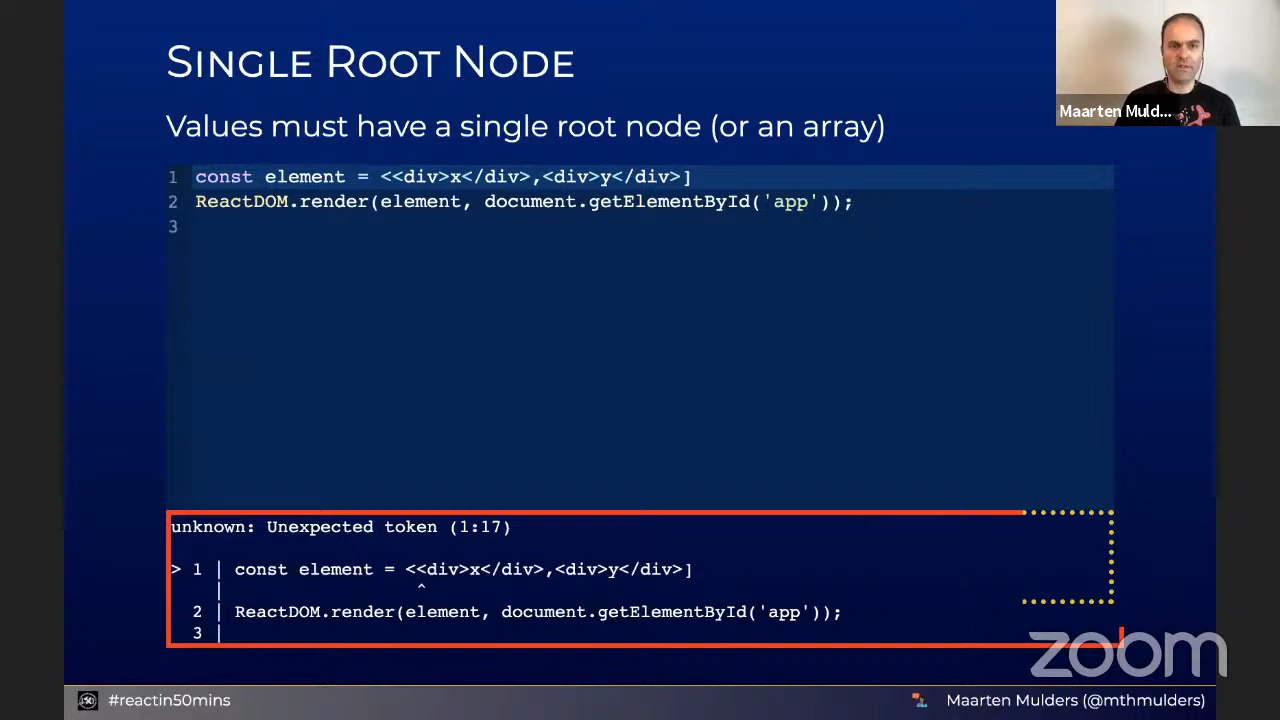 SINGLE ROOT NODE
Values must have a single root node (or an array)
Maarten Muld...
1 const element = <<div>x</div>,<div>y</div>]
2 ReactDOM.render(element, document.getElementById('app'));
3
unknown: Unexpected token (1:17)
> 1 | const element = <<div>x</div>,<div>y</div>]
| ^
2 | ReactDOM.render(element, document.getElementById('app'));
3 |
zoom
#reactin50mins
Maarten Mulders (@mthmulders)